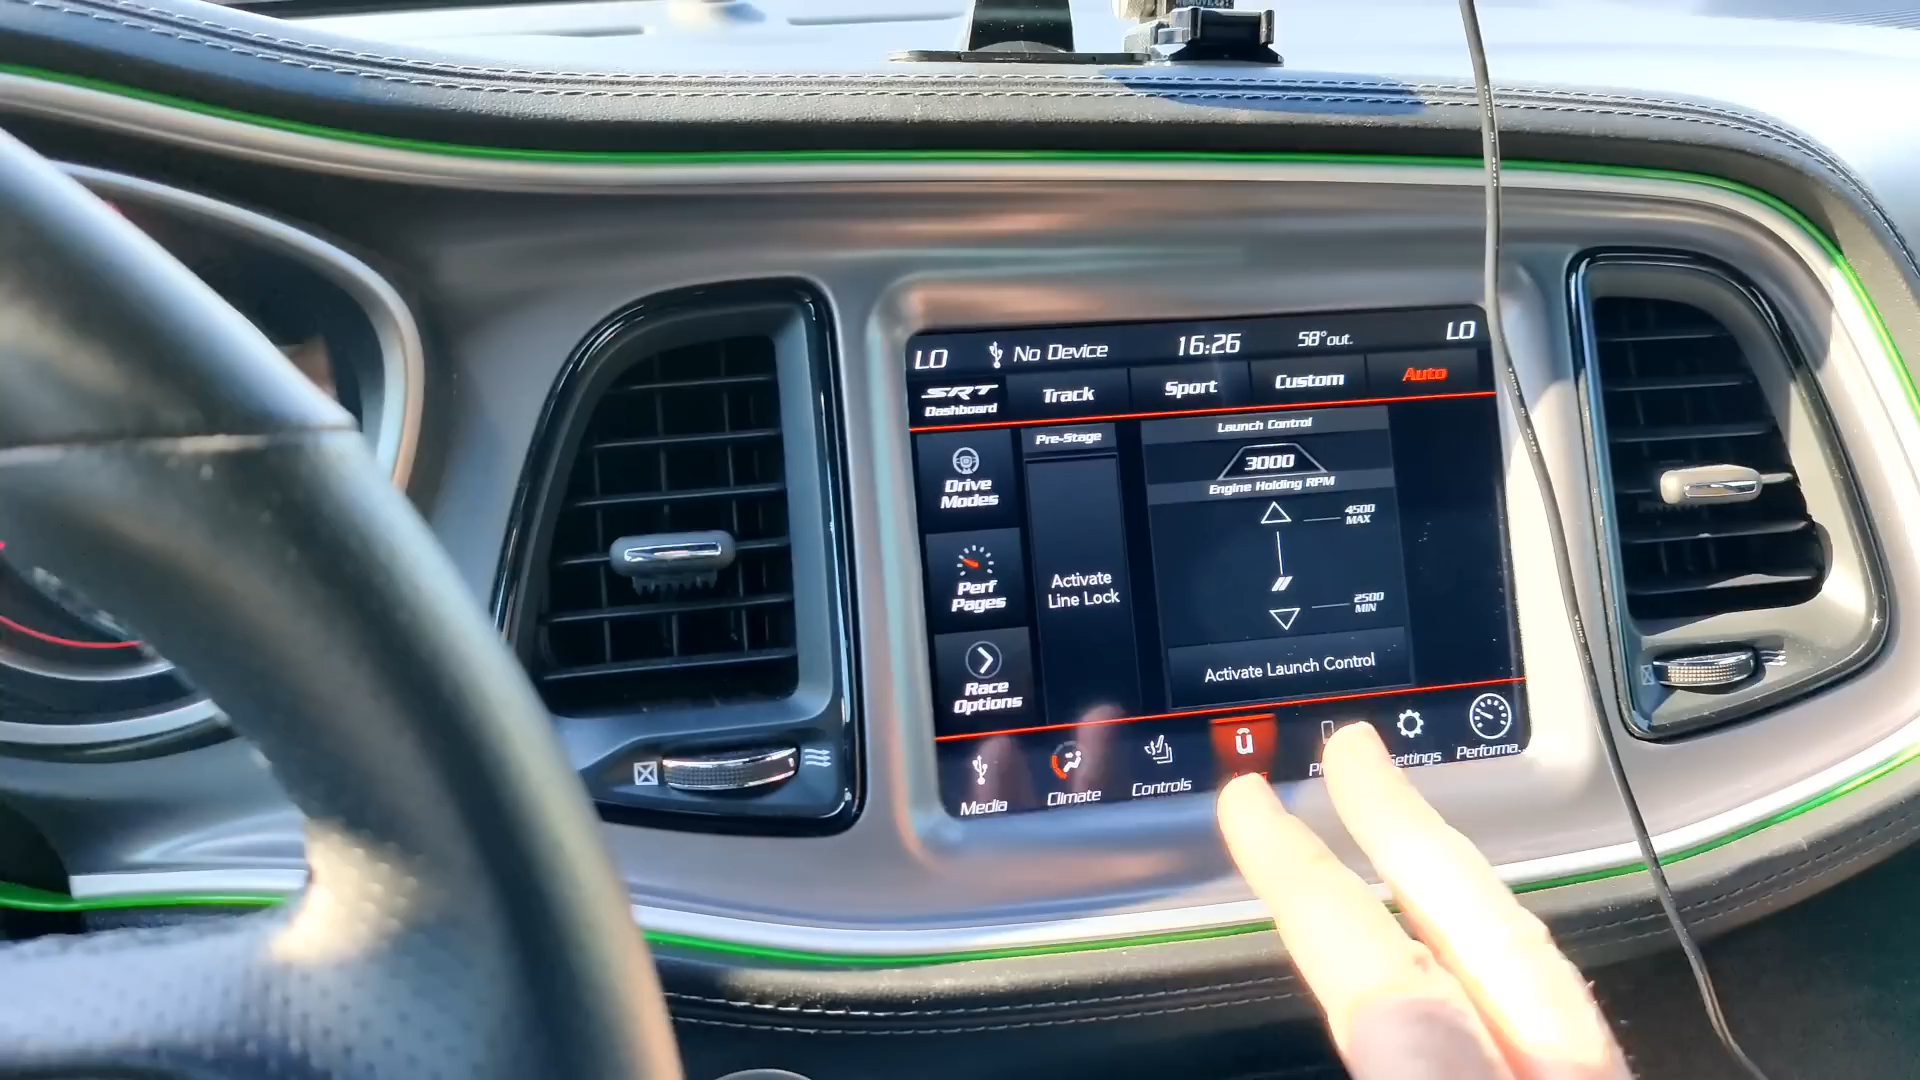 LO
No Device
16:26
58°out.
LO
SRT
Dashboard
Track
Sport
Custom
Auto
Drive
Modes
Perf
Pages
Race
Options
Pre-Stage
Activate
Line Lock
Launch Control
3000
Engine Holding RPM
4500
MAX
2500
MIN
Activate Launch Control
Media
Climate
Controls
Settings
Performa..